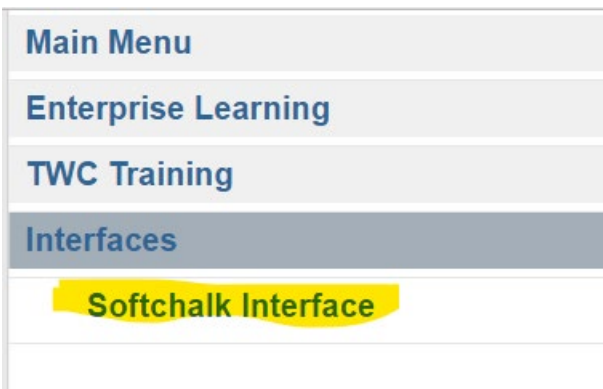 Main Menu
Enterprise Learning
TWC Training
Interfaces
Softchalk Interface